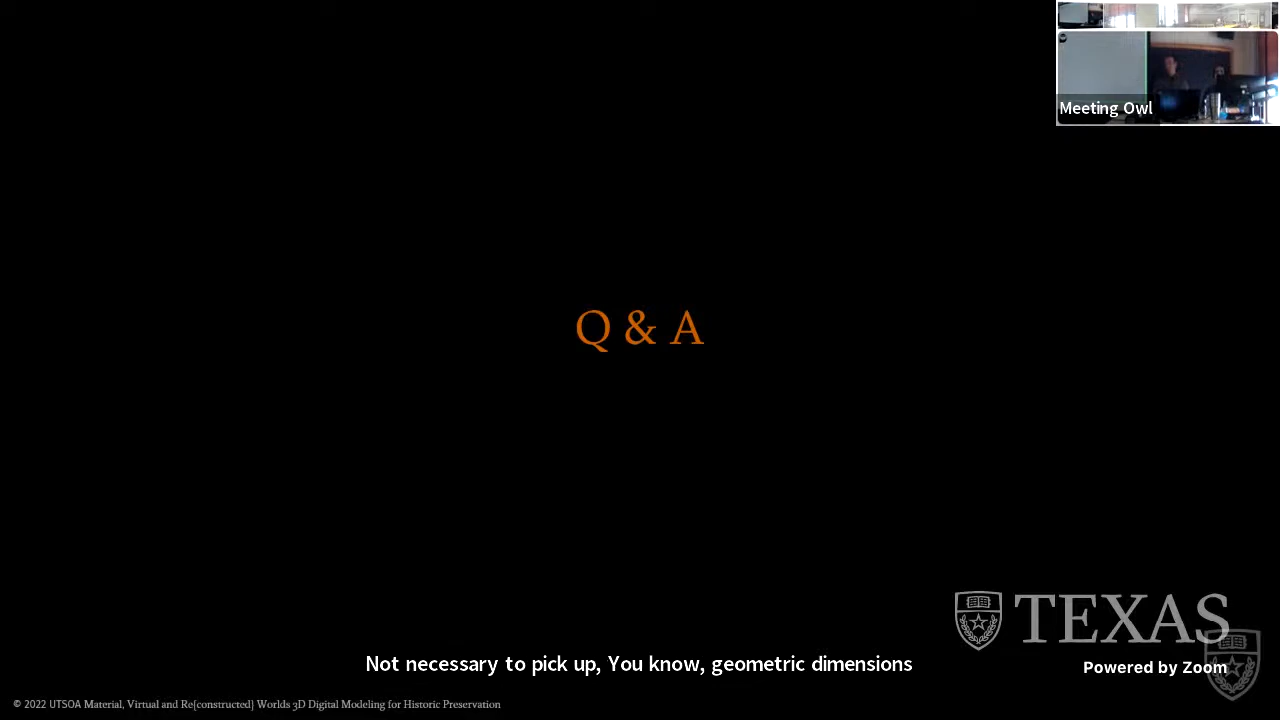 Meeting Owl
Q & A
TEXAS
Not necessary to pick up, You know, geometric dimensions
Powered by Zoom
© 2022 UTSOA Material, Virtual and Re{constructed} Worlds 3D Digital Modeling for Historic Preservation